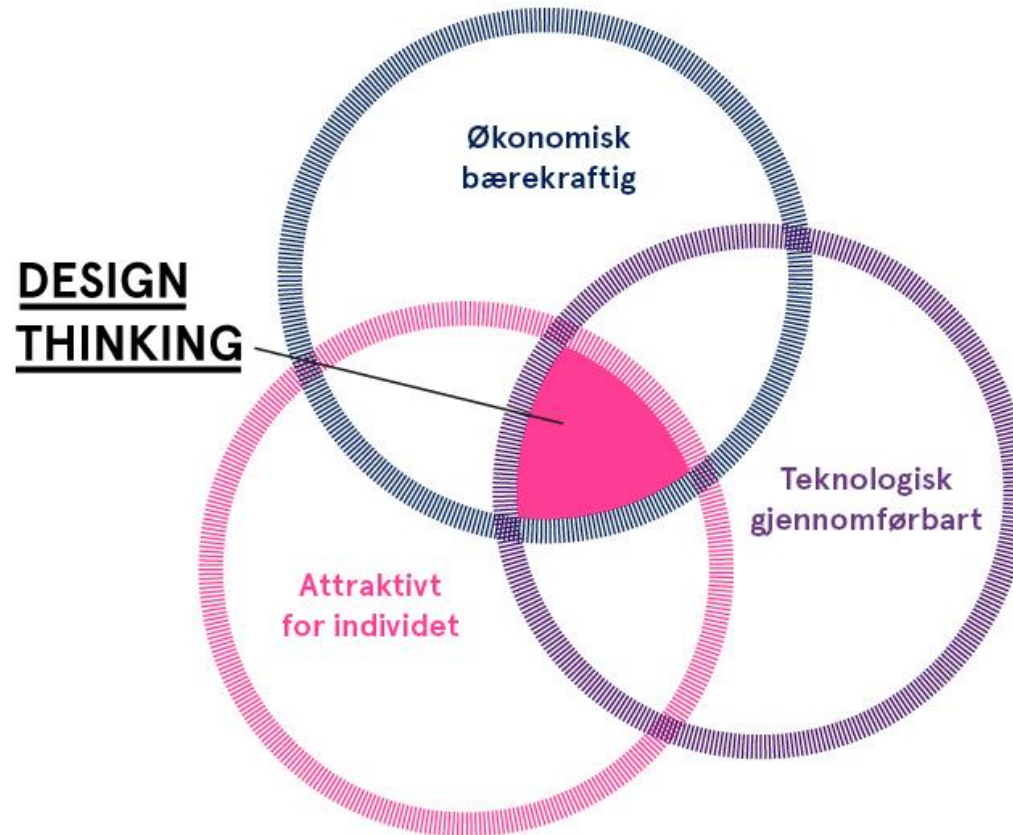 Økonomisk
bærekraftig
DESIGN
THINKING
Teknologisk
gjennomførbart
Attraktivt
for individet